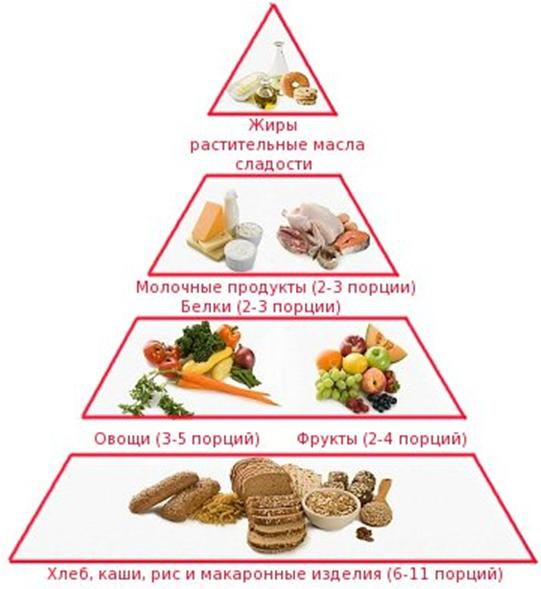 Жиры
растительные масла
сладости
Молочные продукты (2-3 порции)
Белки (2-3 порции)
Овощи (3-5 порций) Фрукты (2-4 порции)
Хлеб, каши, рис и макаронные изделия (6-11 порций)